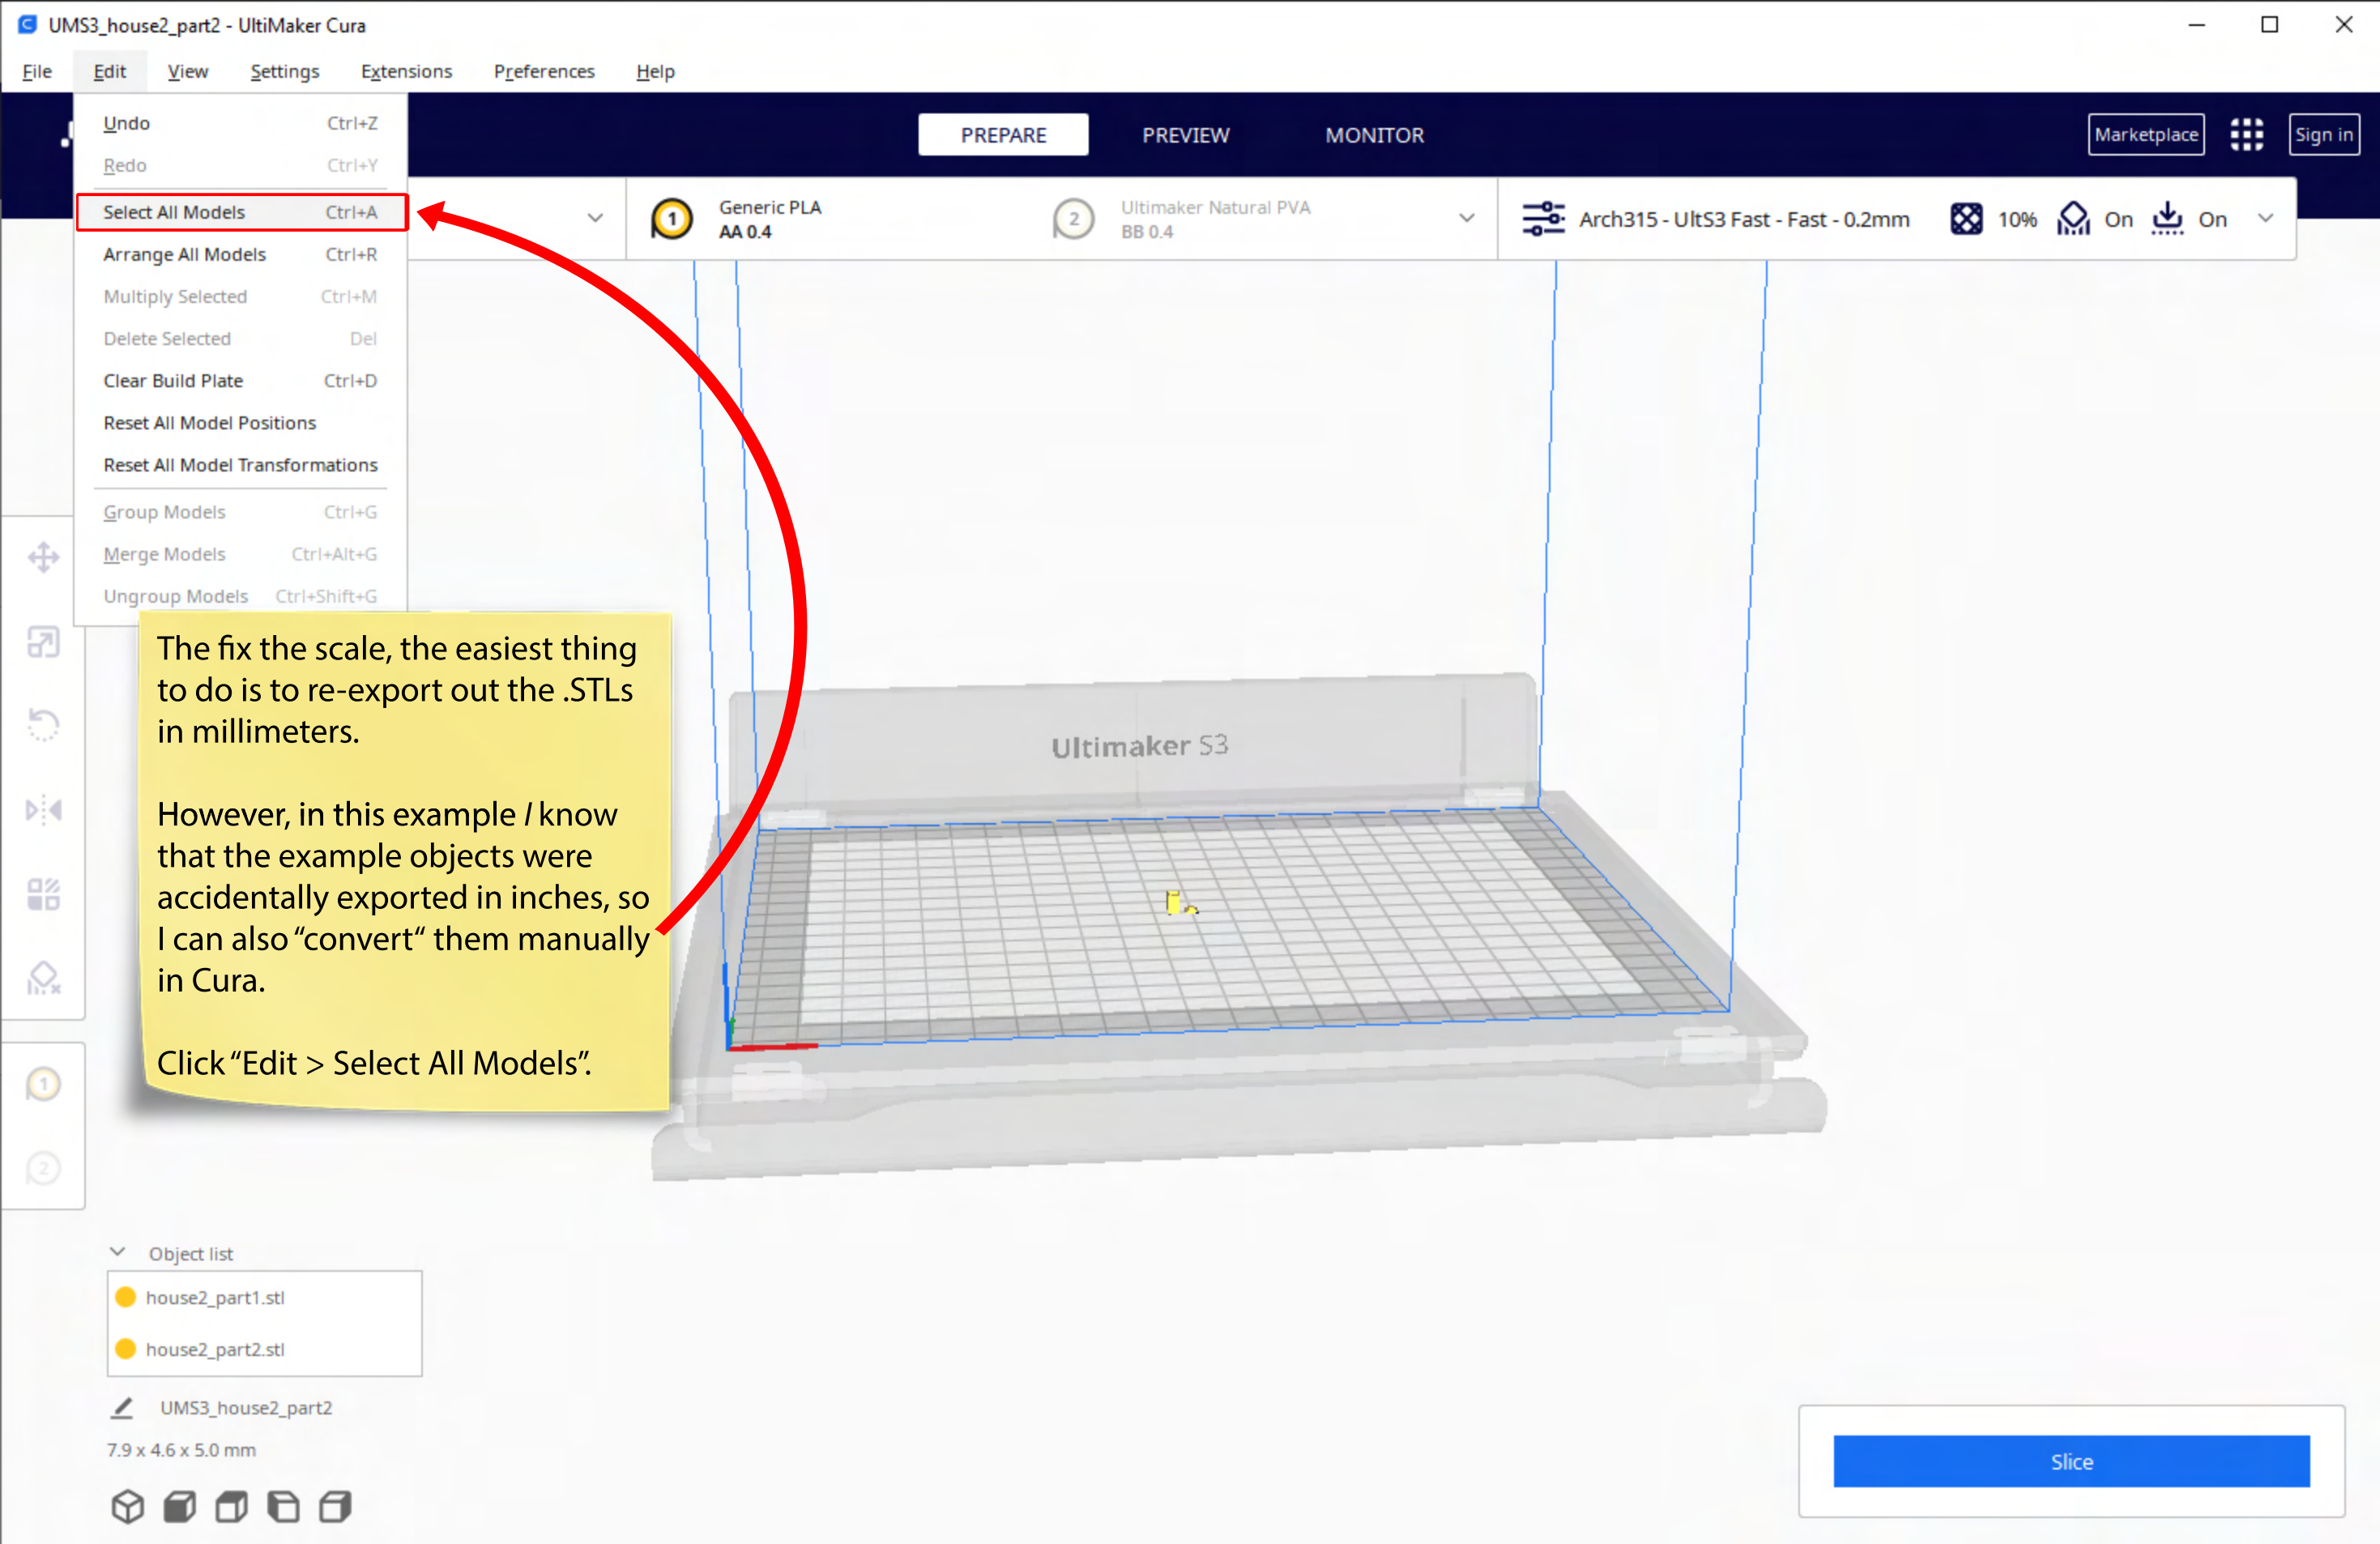 UMS3_house2_part2 - UltiMaker Cura
File Edit View Settings Extensions Preferences Help
PREPARE PREVIEW MONITOR
Marketplace
Sign in
Undo Ctrl+Z
Redo Ctrl+Y
Select All Models Ctrl+A
Arrange All Models Ctrl+R
Multiply Selected Ctrl+M
Delete Selected Del
Clear Build Plate Ctrl+D
Reset All Model Positions
Reset All Model Transformations
Group Models Ctrl+G
Merge Models Ctrl+Alt+G
Ungroup Models Ctrl+Shift+G
1
Generic PLA
AA 0.4
2
Ultimaker Natural PVA
BB 0.4
Arch315 - UltS3 Fast - Fast - 0.2mm 10% On On
The fix the scale, the easiest thing
to do is to re-export out the .STLs
in millimeters.
However, in this example I know
that the example objects were
accidentally exported in inches, so
I can also “convert“ them manually
in Cura.
Click “Edit > Select All Models”.
Ultimaker S3
1
2
Object list
house2_part1.stl
house2_part2.stl
UMS3_house2_part2
7.9 x 4.6 x 5.0 mm
Slice